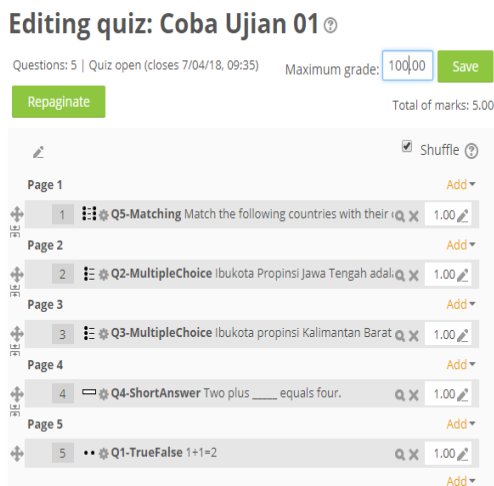 Editing quiz: Coba Ujian 01
Questions: 5 | Quiz open (closes 7/04/18, 09:35)
Maximum grade: 100.00 Save
Repaginate
Total of marks: 5.00
Shuffle
Page 1 Add
1 Q5-Matching Match the following countries with their 1.00
Page 2 Add
2 Q2-MultipleChoice Ibukota Propinsi Jawa Tengah adal 1.00
Page 3 Add
3 Q3-MultipleChoice Ibukota propinsi Kalimantan Barat 1.00
Page 4 Add
4 Q4-ShortAnswer Two plus _____ equals four. 1.00
Page 5 Add
5 Q1-TrueFalse 1+1=2 1.00
Add